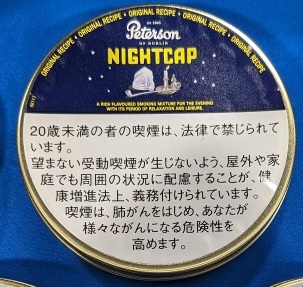 ORIGINAL RECIPE • ORIGINAL RECIPE • ORIGINAL RECIPE
Peterson
OF DUBLIN
NIGHTCAP
A RICH FLAVOURED SMOKING MIXTURE FOR THE EVENING
WITH ITS PERIOD OF RELAXATION AND LEISURE.
20歳未満の者の喫煙は、法律で禁じられて
います。
望まない受動喫煙が生じないよう、屋外や家
庭でも周囲の状況に配慮することが、健
康増進法上、義務付けられています。
喫煙は、肺がんをはじめ、あなたが
様々ながんになる危険性を
高めます。